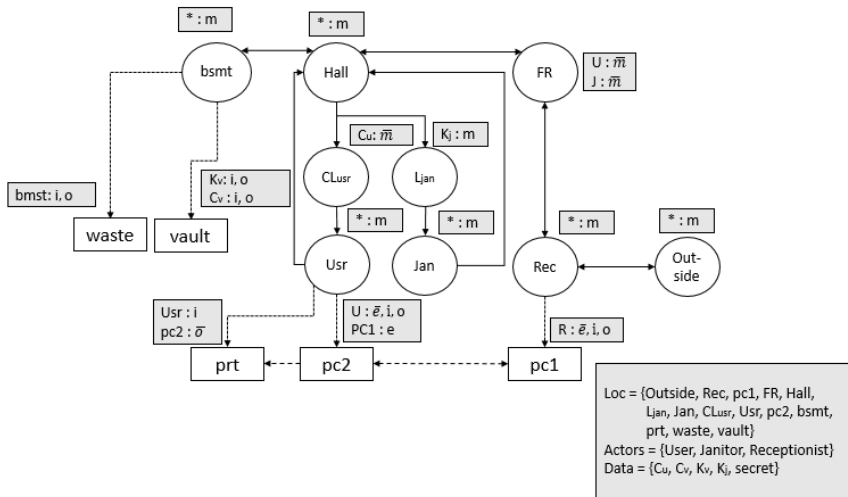 * : m
* : m
bsmt
Hall
FR
U : m̅
J : m̅
Cᵤ: m̅
Kⱼ : m
CLusr
Ljan
bmst: i, o
Kᵥ : i, o
Cᵥ : i, o
* : m
* : m
* : m
* : m
waste
vault
Usr
Jan
Rec
Out-
side
Usr : i
pc2 : o̅
U : e̅, i, o
PC1 : e
R : e̅, i, o
prt
pc2
pc1
Loc = {Outside, Rec, pc1, FR, Hall,
Ljan, Jan, CLusr, Usr, pc2, bsmt,
prt, waste, vault}
Actors = {User, Janitor, Receptionist}
Data = {Cᵤ, Cᵥ, Kᵥ, Kⱼ, secret}